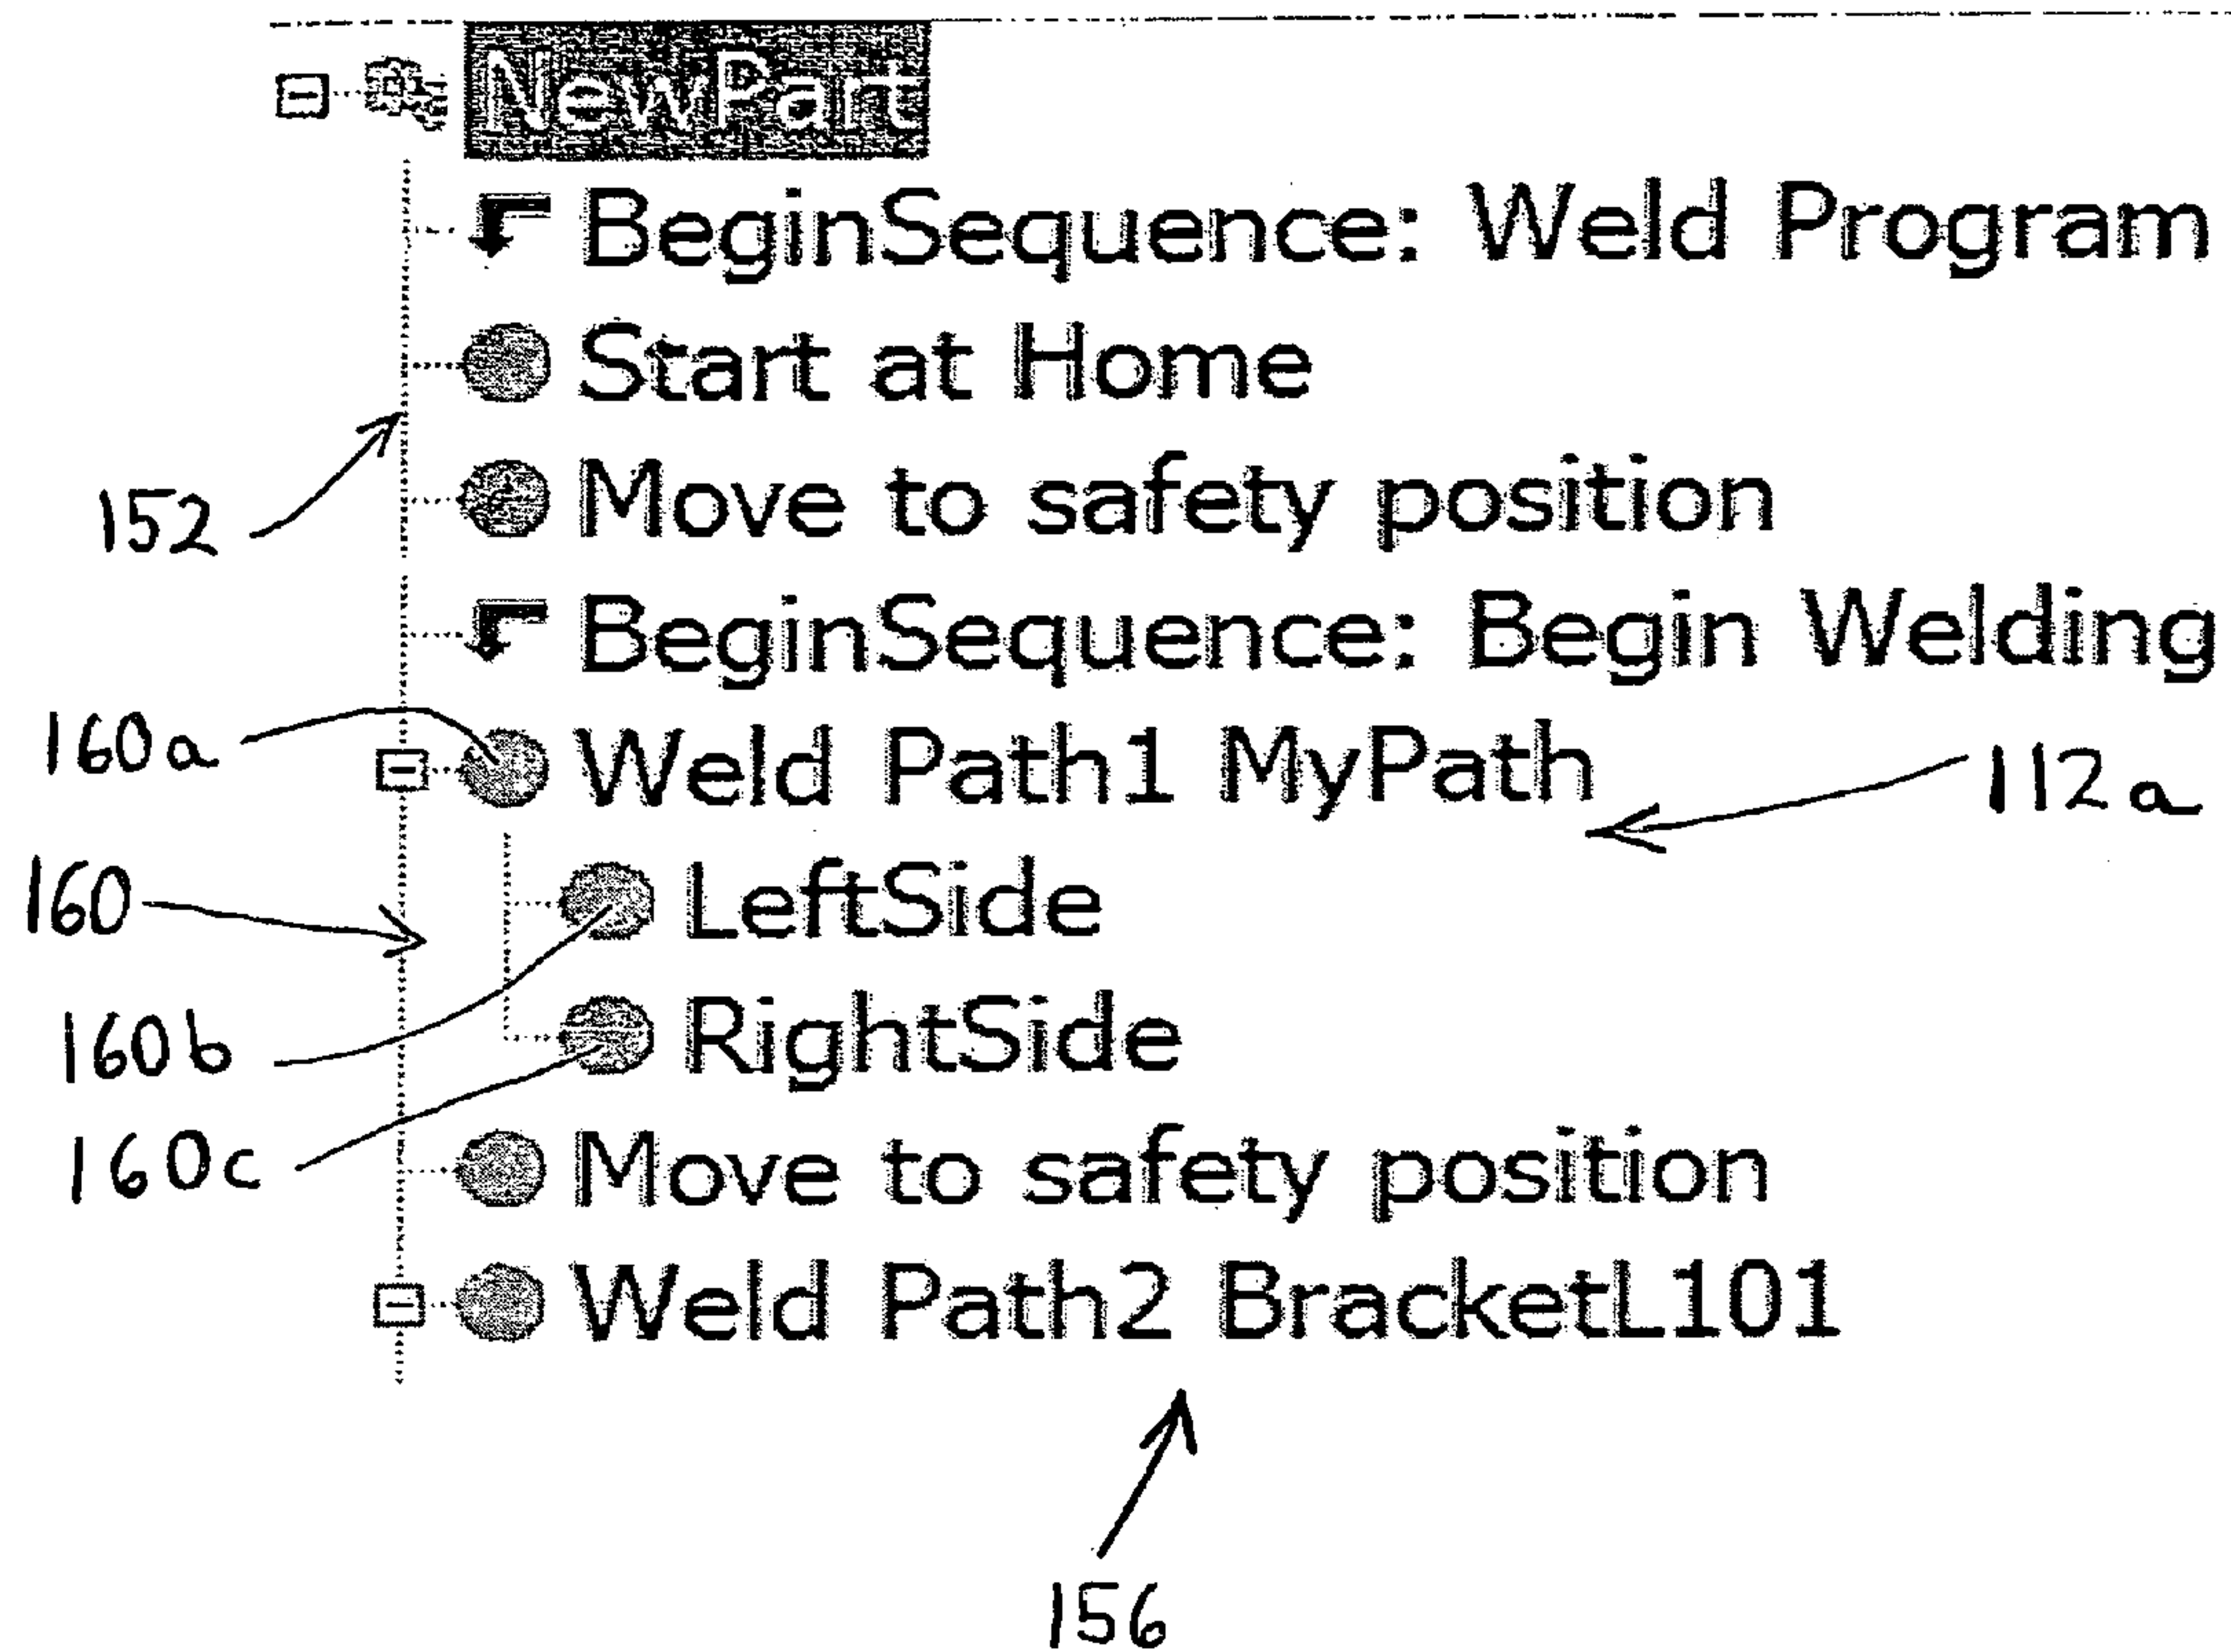 NewPart
BeginSequence: Weld Program
Start at Home
Move to safety position
152
BeginSequence: Begin Welding
160a
Weld Path1 MyPath
112a
160
LeftSide
160b
RightSide
160c
Move to safety position
Weld Path2 BracketL101
156